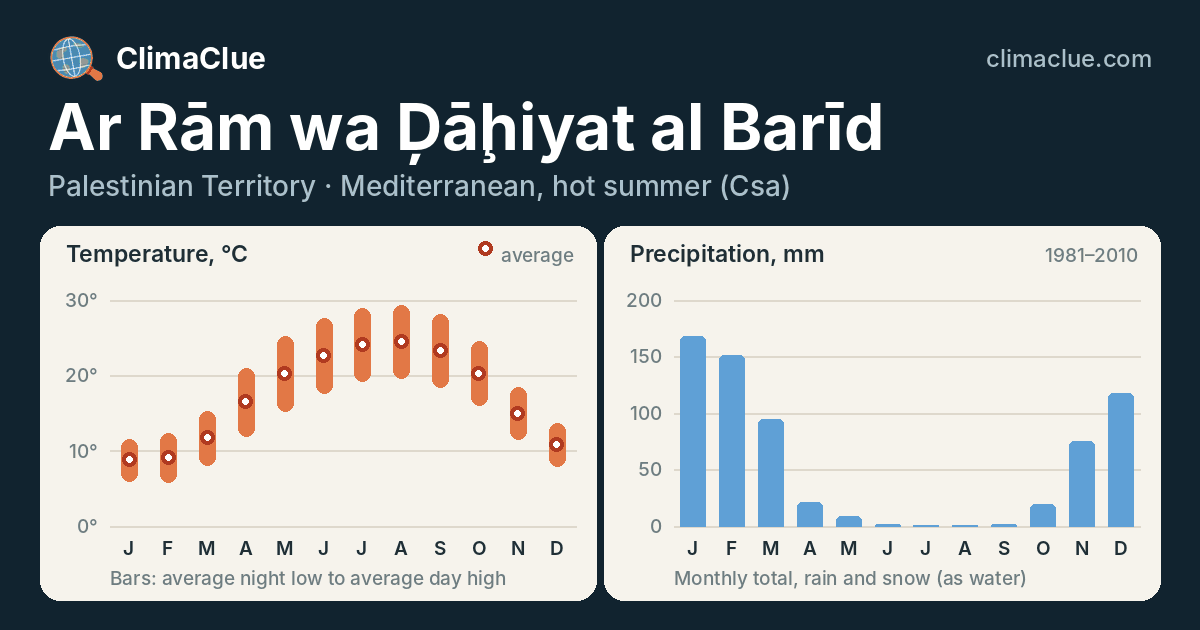 ClimaClue
climaclue.com
Ar Rām wa Ḑāḩiyat al Barīd
Palestinian Territory · Mediterranean, hot summer (Csa)
Temperature, °C
average
30°
20°
10°
0°
J F M A M J J A S O N D
Bars: average night low to average day high
Precipitation, mm
1981–2010
200
150
100
50
0
J F M A M J J A S O N D
Monthly total, rain and snow (as water)